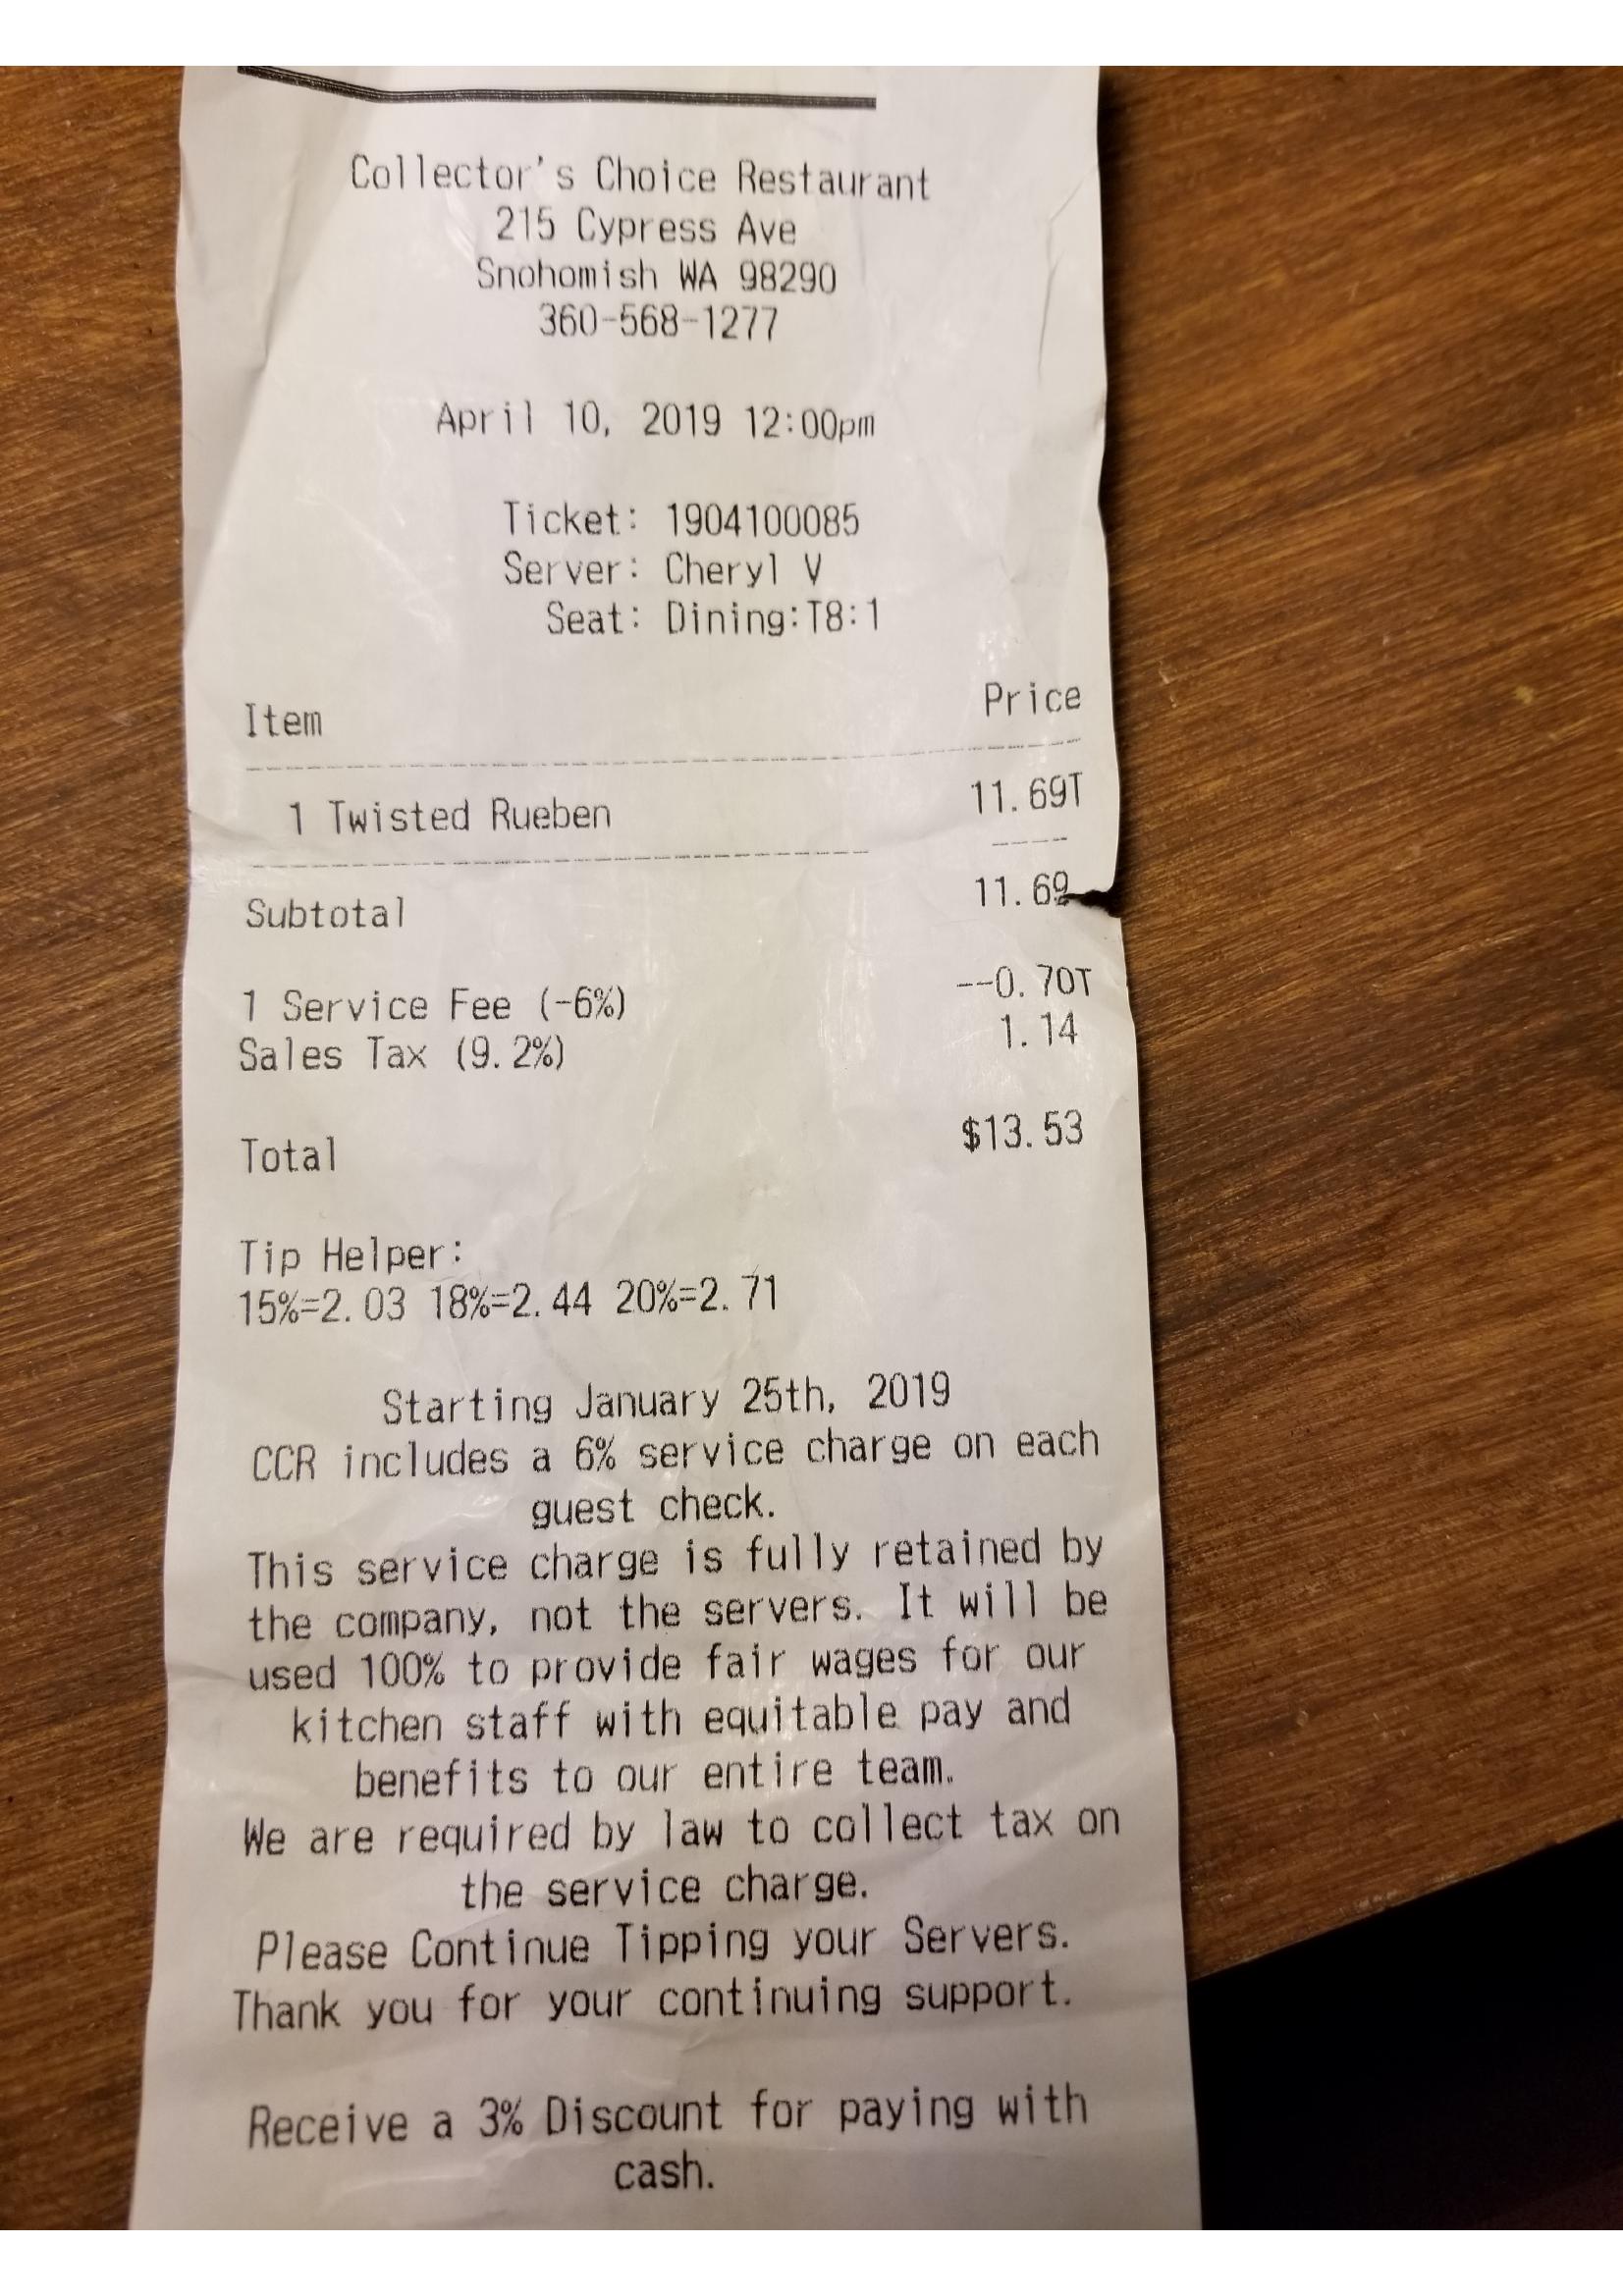 Collector's Choice Restaurant
215 Cypress Ave
Snohomish WA 98290
360-568-1277
April 10, 2019 12:00pm
Ticket: 1904100085
Server: Cheryl V
Seat: Dining:T8:1
Item Price
1 Twisted Rueben 11.69T
Subtotal 11.69
1 Service Fee (-6%) --0.70T
Sales Tax (9.2%) 1.14
Total $13.53
Tip Helper:
15%=2.03 18%=2.44 20%=2.71
Starting January 25th, 2019
CCR includes a 6% service charge on each
guest check.
This service charge is fully retained by
the company, not the servers. It will be
used 100% to provide fair wages for our
kitchen staff with equitable pay and
benefits to our entire team.
We are required by law to collect tax on
the service charge.
Please Continue Tipping your Servers.
Thank you for your continuing support.
Receive a 3% Discount for paying with
cash.